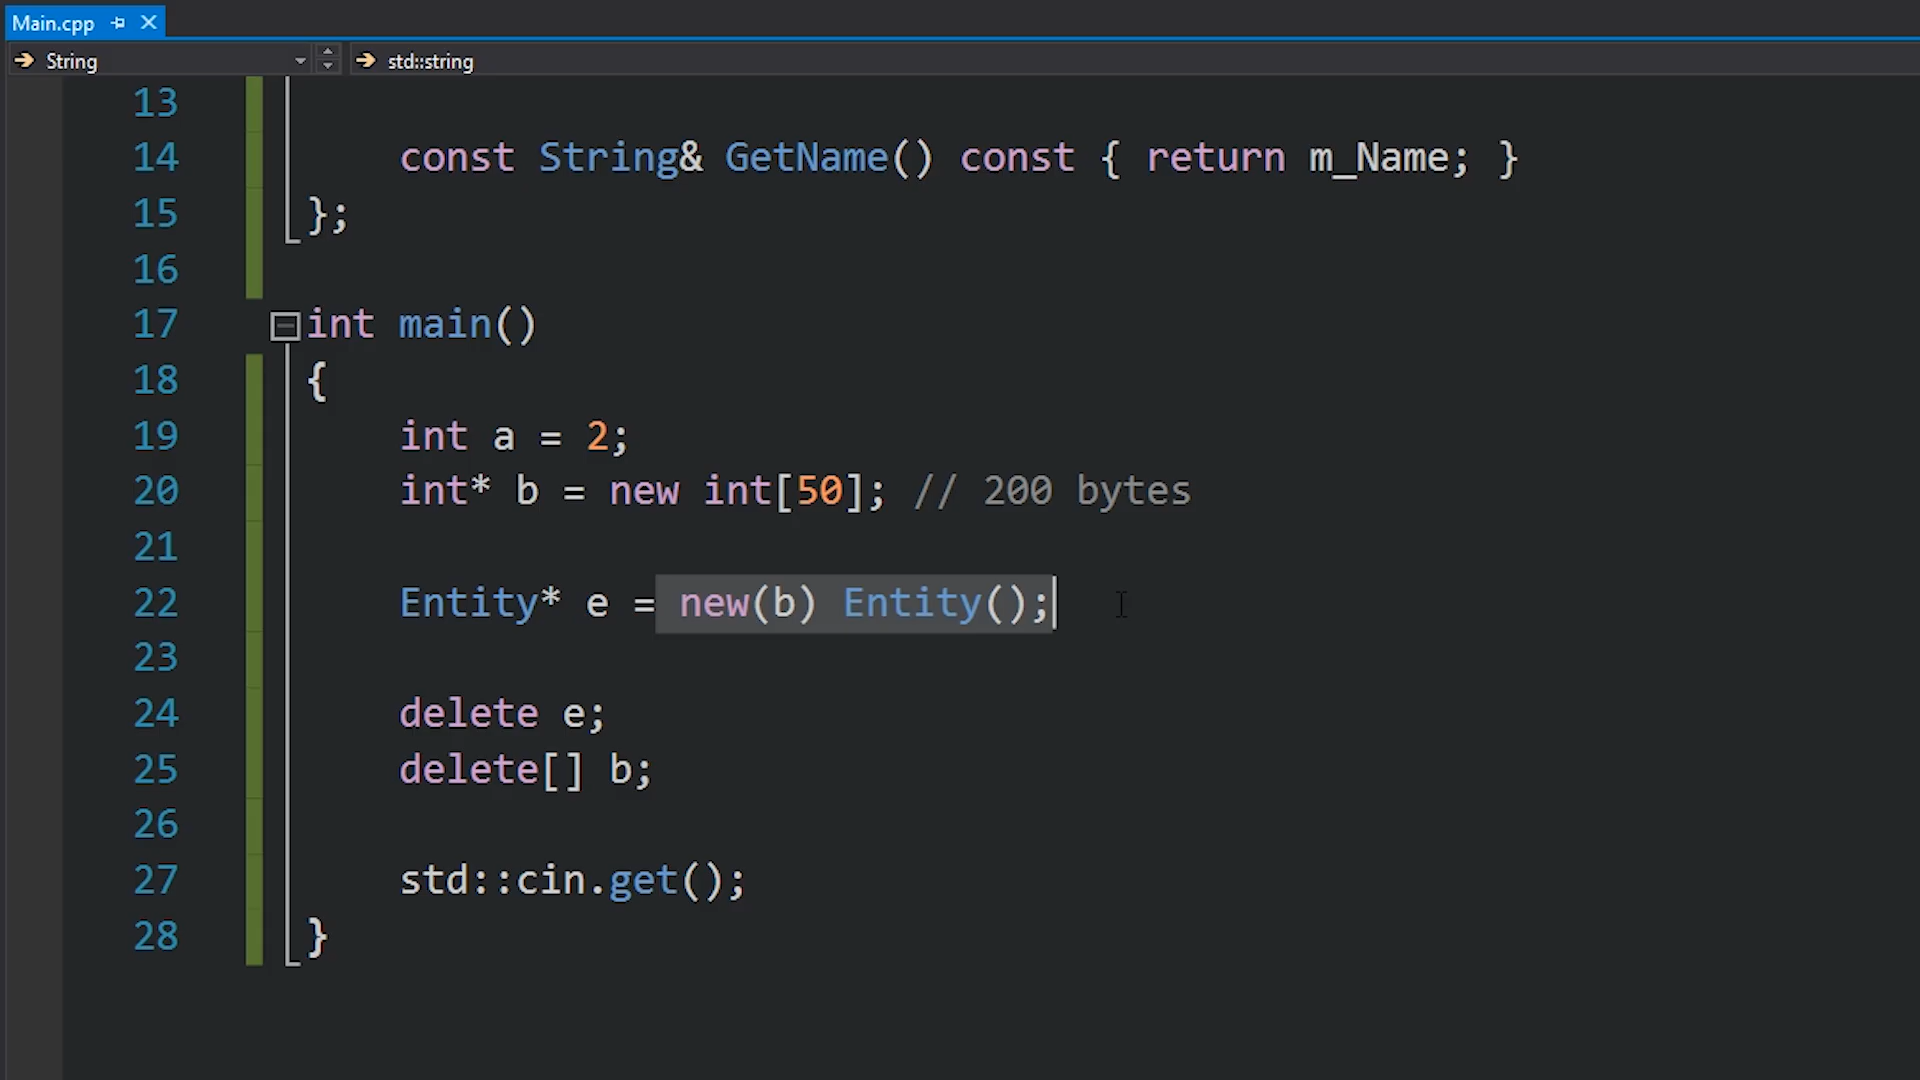 Main.cpp
String std::string
13
14 const String& GetName() const { return m_Name; }
15 };
16
17 int main()
18 {
19 int a = 2;
20 int* b = new int[50]; // 200 bytes
21
22 Entity* e = new(b) Entity();
23
24 delete e;
25 delete[] b;
26
27 std::cin.get();
28 }